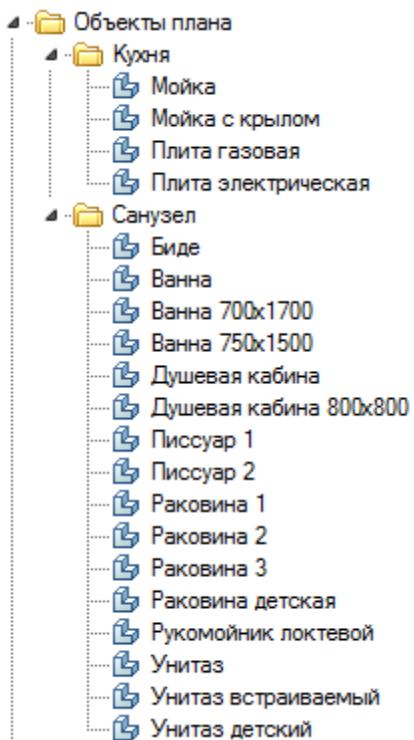 Объекты плана
Кухня
Мойка
Мойка с крылом
Плита газовая
Плита электрическая
Санузел
Биде
Ванна
Ванна 700x1700
Ванна 750x1500
Душевая кабина
Душевая кабина 800x800
Писсуар 1
Писсуар 2
Раковина 1
Раковина 2
Раковина 3
Раковина детская
Рукомойник локтевой
Унитаз
Унитаз встраиваемый
Унитаз детский